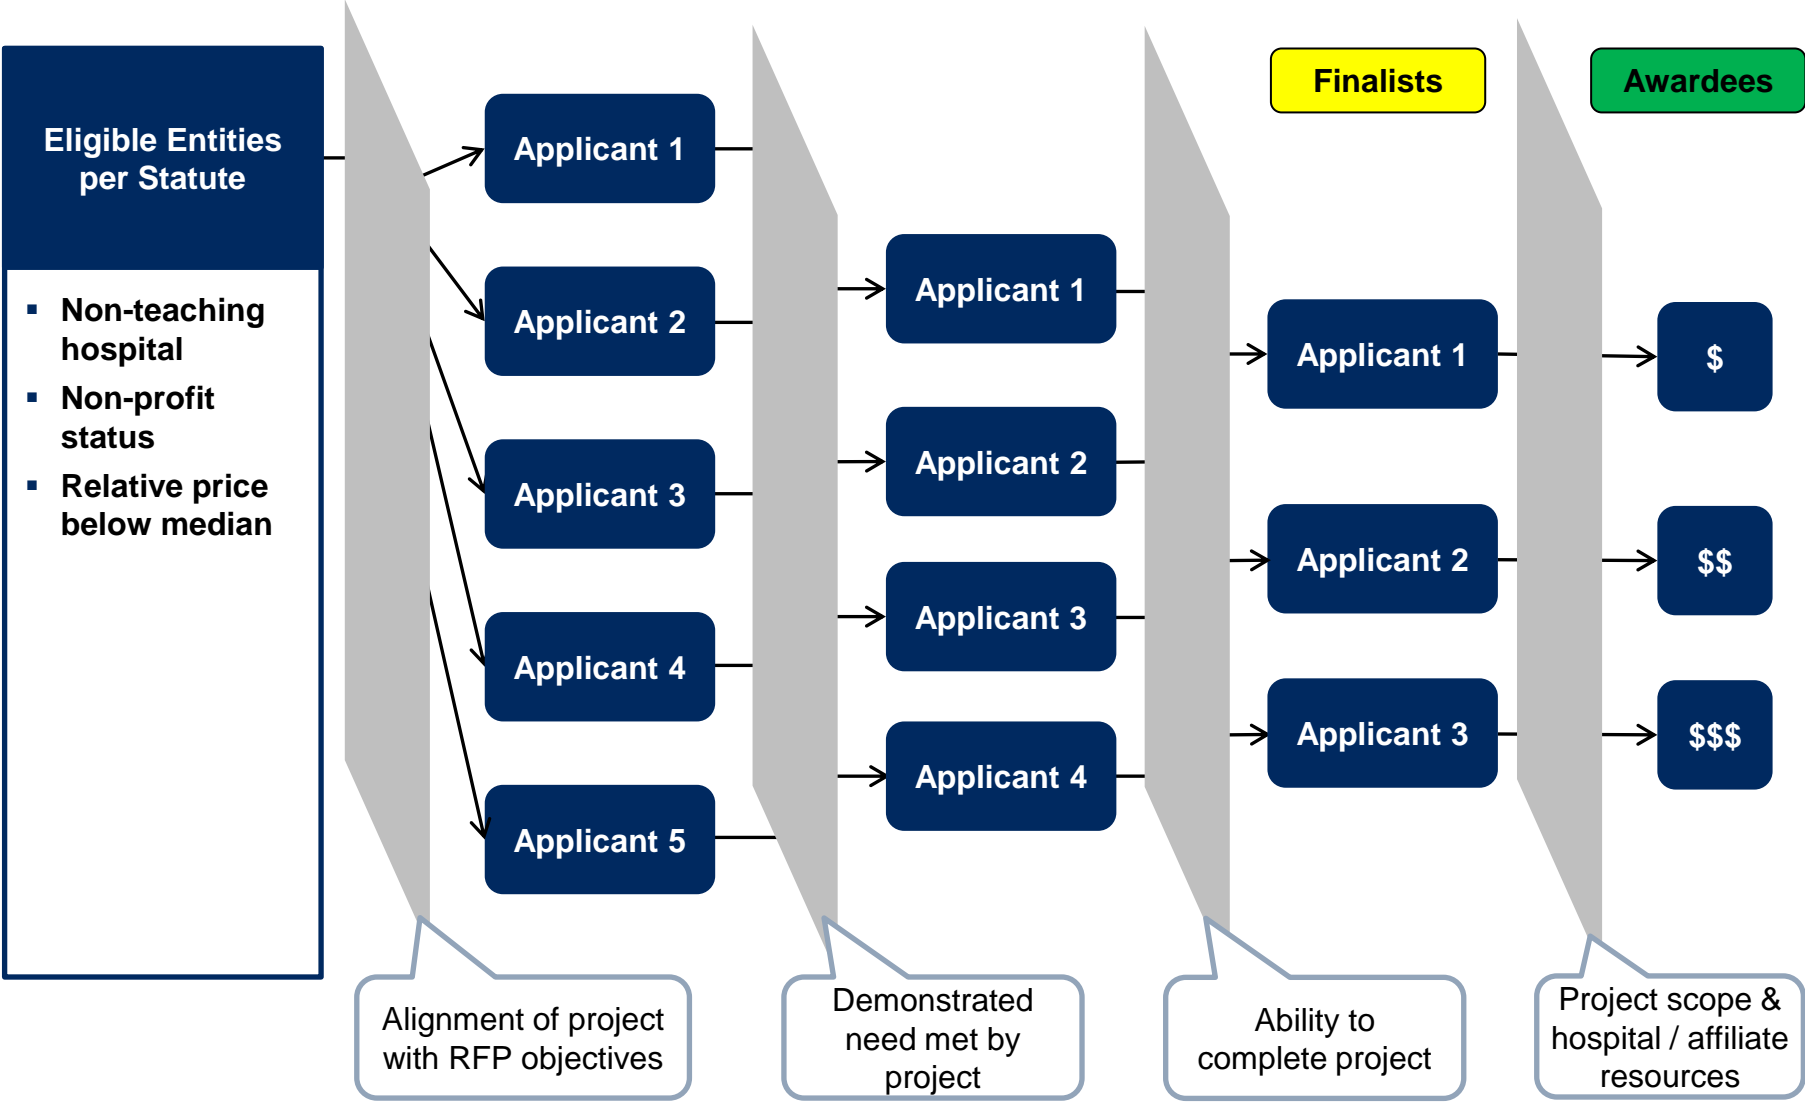 Eligible Entities
per Statute
▪ Non-teaching
hospital
▪ Non-profit
status
▪ Relative price
below median
Applicant 1
Applicant 2
Applicant 3
Applicant 4
Applicant 5
Applicant 1
Applicant 2
Applicant 3
Applicant 4
Finalists
Applicant 1
Applicant 2
Applicant 3
Awardees
$
$$
$$$
Alignment of project
with RFP objectives
Demonstrated
need met by
project
Ability to
complete project
Project scope &
hospital / affiliate
resources